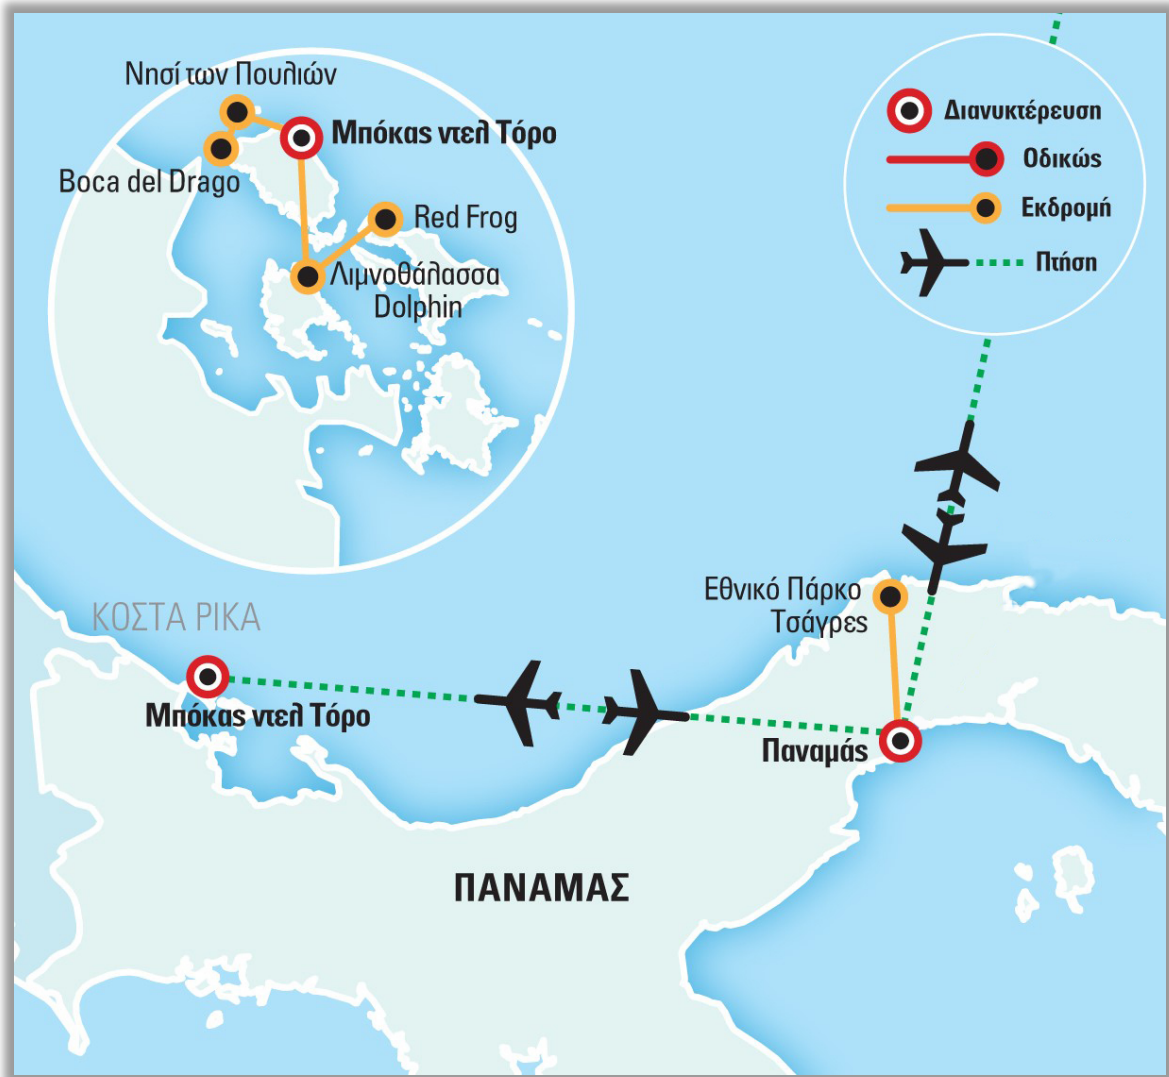 Νησί των Πουλιών
Μπόκας ντελ Τόρο
Boca del Drago
Red Frog
Λιμνοθάλασσα
Dolphin
Διανυκτέρευση
Οδικώς
Εκδρομή
Πτήση
ΚΟΣΤΑ ΡΙΚΑ
Μπόκας ντελ Τόρο
Εθνικό Πάρκο
Τσάγρες
Παναμάς
ΠΑΝΑΜΑΣ